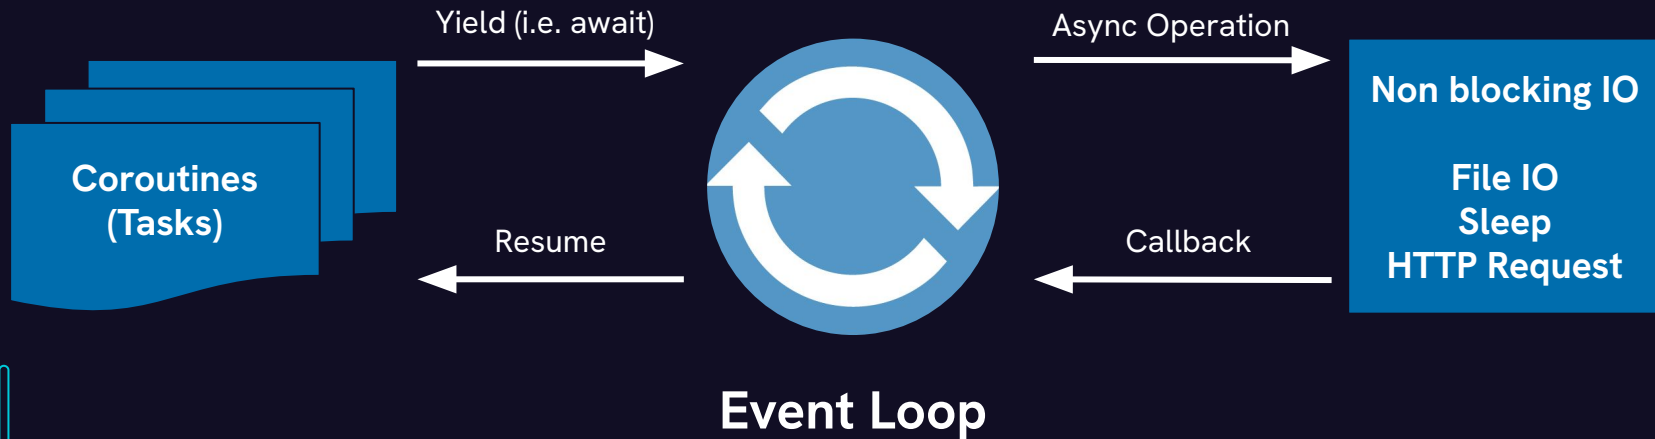 Yield (i.e. await)
Async Operation
Coroutines
(Tasks)
Resume
Non blocking IO
File IO
Sleep
HTTP Request
Callback
Event Loop